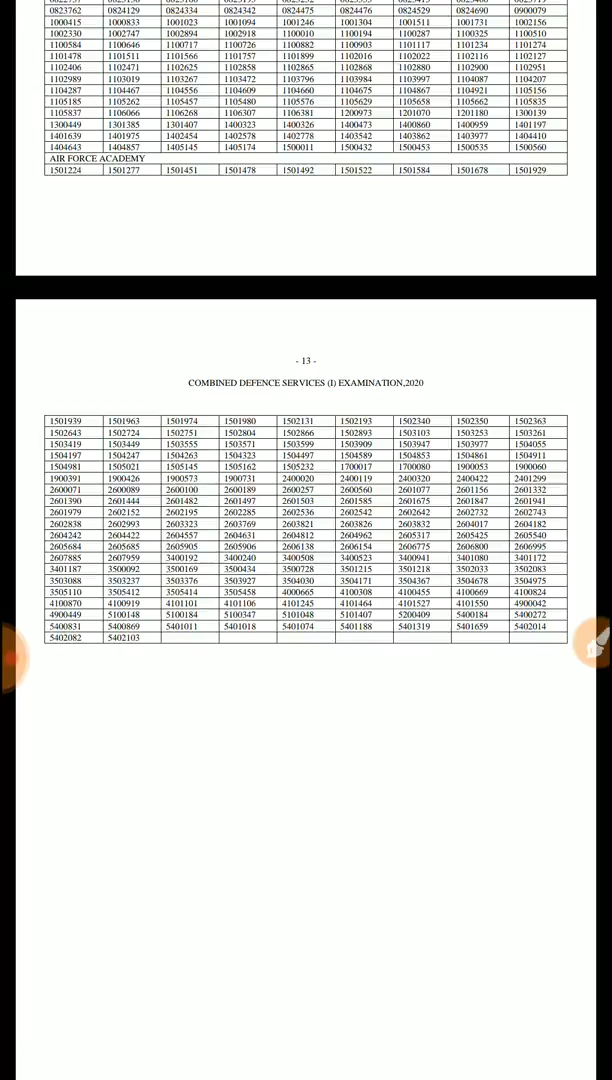 0823762 0824129 0824334 0824342 0824475 0824476 0824529 0824690 0900079
1000415 1000833 1001023 1001094 1001246 1001304 1001511 1001731 1002156
1002330 1002747 1002894 1002918 1100010 1100194 1100287 1100325 1100510
1100584 1100646 1100717 1100726 1100882 1100903 1101117 1101234 1101274
1101478 1101511 1101566 1101757 1101899 1102016 1102022 1102116 1102127
1102406 1102471 1102625 1102858 1102865 1102868 1102880 1102900 1102951
1102989 1103019 1103267 1103472 1103796 1103984 1103997 1104087 1104207
1104287 1104467 1104556 1104609 1104660 1104675 1104867 1104921 1105156
1105185 1105262 1105457 1105480 1105576 1105629 1105658 1105662 1105835
1105837 1106066 1106268 1106307 1106381 1200973 1201070 1201180 1300139
1300449 1301385 1301407 1400323 1400326 1400473 1400860 1400959 1401197
1401639 1401975 1402454 1402578 1402778 1403542 1403862 1403977 1404410
1404643 1404857 1405145 1405174 1500011 1500432 1500453 1500535 1500560
AIR FORCE ACADEMY
1501224 1501277 1501451 1501478 1501492 1501522 1501584 1501678 1501929
- 13 -
COMBINED DEFENCE SERVICES (I) EXAMINATION,2020
1501939 1501963 1501974 1501980 1502131 1502193 1502340 1502350 1502363
1502643 1502724 1502751 1502804 1502866 1502893 1503103 1503253 1503261
1503419 1503449 1503555 1503571 1503599 1503909 1503947 1503977 1504055
1504197 1504247 1504263 1504323 1504497 1504589 1504853 1504861 1504911
1504981 1505021 1505145 1505162 1505232 1700017 1700080 1900053 1900060
1900391 1900426 1900573 1900731 2400020 2400119 2400320 2400422 2401299
2600071 2600089 2600100 2600189 2600257 2600560 2601077 2601156 2601332
2601390 2601444 2601482 2601497 2601503 2601585 2601675 2601847 2601941
2601979 2602152 2602195 2602285 2602536 2602542 2602642 2602732 2602743
2602838 2602993 2603323 2603769 2603821 2603826 2603832 2604017 2604182
2604242 2604422 2604557 2604631 2604812 2604962 2605317 2605425 2605540
2605684 2605685 2605905 2605906 2606138 2606154 2606775 2606800 2606995
2607885 2607959 3400192 3400240 3400508 3400523 3400941 3401080 3401172
3401187 3500092 3500169 3500434 3500728 3501215 3501218 3502033 3502083
3503088 3503237 3503376 3503927 3504030 3504171 3504367 3504678 3504975
3505110 3505412 3505414 3505458 4000665 4100308 4100455 4100669 4100824
4100870 4100919 4101101 4101106 4101245 4101464 4101527 4101550 4900042
4900449 5100148 5100184 5100347 5101048 5101407 5200409 5400184 5400272
5400831 5400869 5401011 5401018 5401074 5401188 5401319 5401659 5402014
5402082 5402103